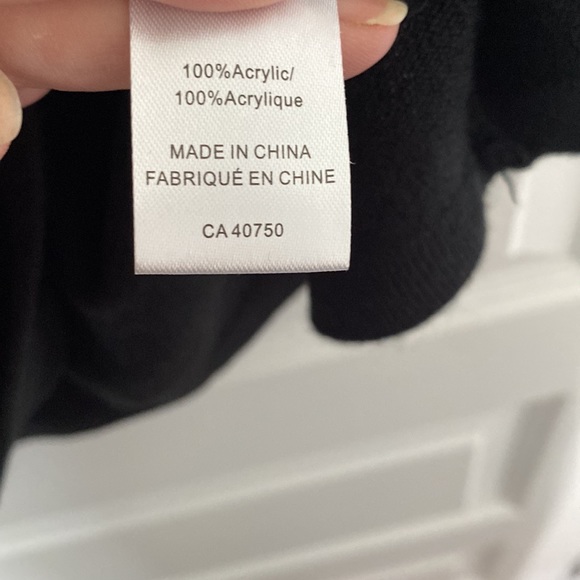 100%Acrylic/
100%Acrylique
MADE IN CHINA
FABRIQUÉ EN CHINE
CA 40750